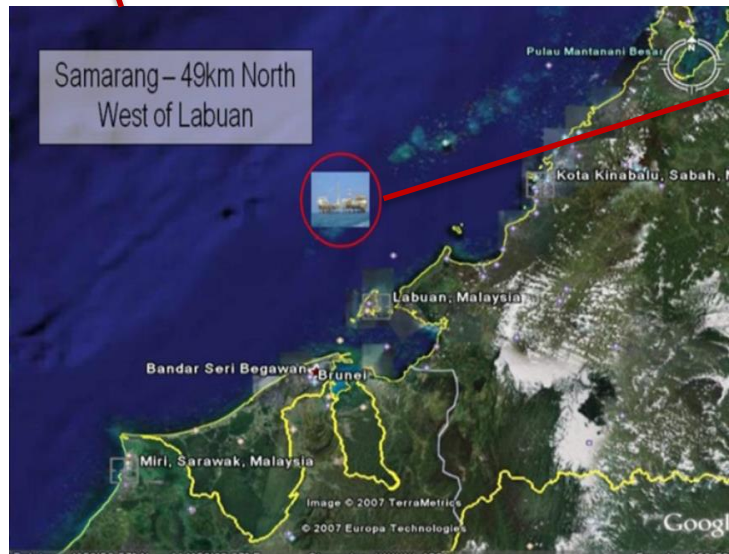 Samarang – 49km North
West of Labuan
Pulau Mantanani Besar
N
Kota Kinabalu, Sabah,
Labuan, Malaysia
Bandar Seri Begawan
Brunei
Miri, Sarawak, Malaysia
Image © 2007 TerraMetrics
© 2007 Europa Technologies
Googl